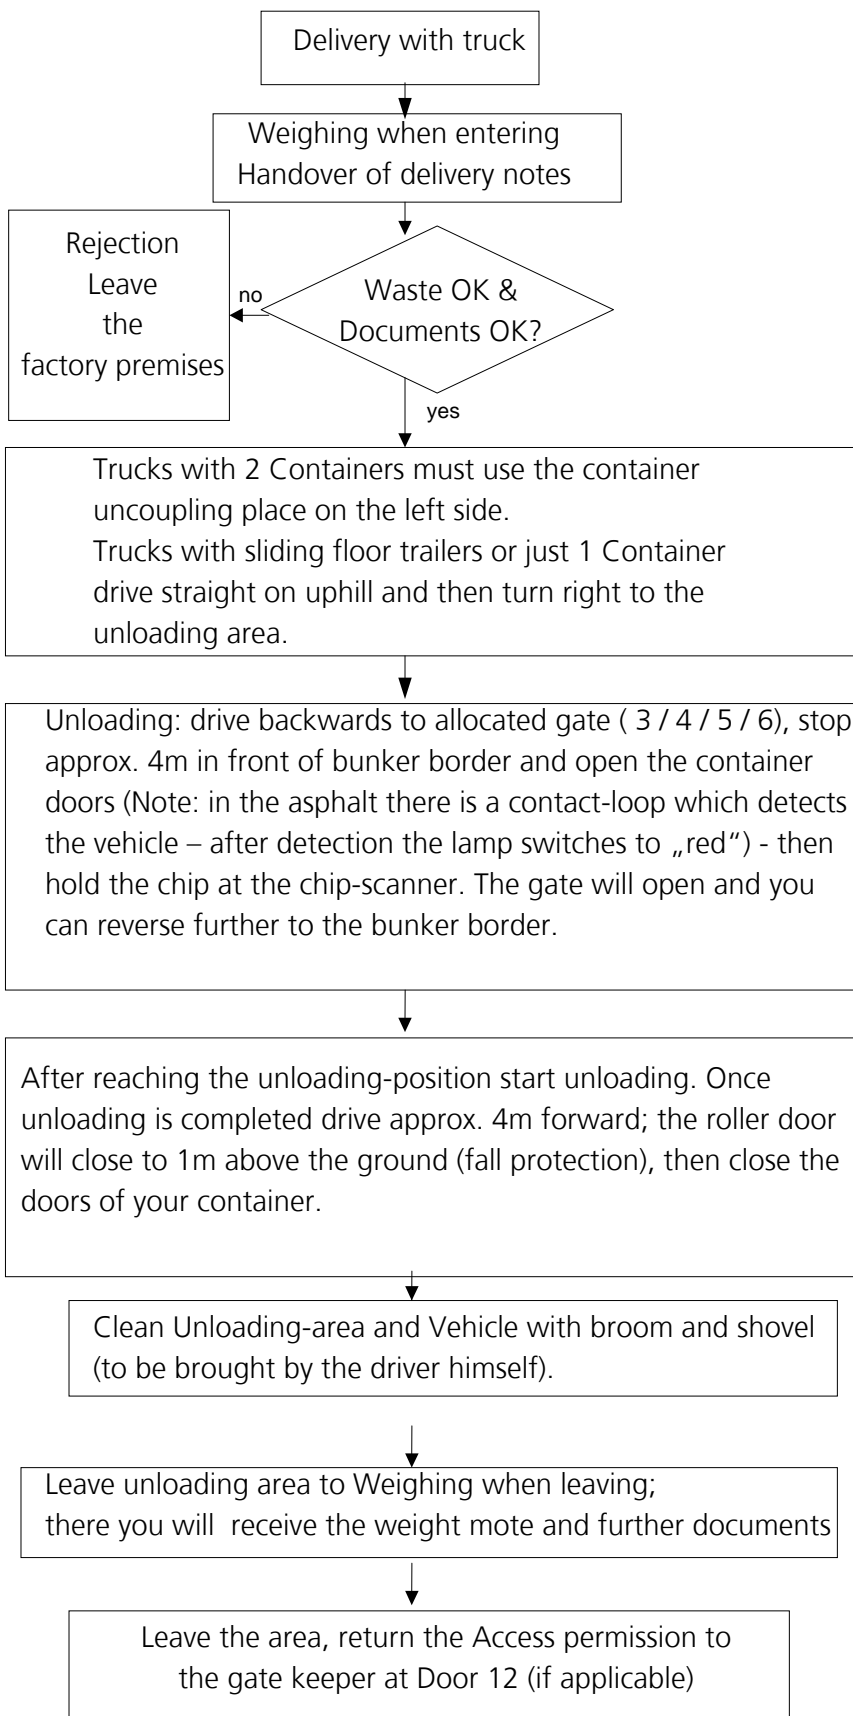 Delivery with truck
Weighing when entering
Handover of delivery notes
Rejection
Leave
the
factory premises
no
Waste OK &
Documents OK?
yes
Trucks with 2 Containers must use the container
uncoupling place on the left side.
Trucks with sliding floor trailers or just 1 Container
drive straight on uphill and then turn right to the
unloading area.
Unloading: drive backwards to allocated gate ( 3 / 4 / 5 / 6), stop
approx. 4m in front of bunker border and open the container
doors (Note: in the asphalt there is a contact-loop which detects
the vehicle – after detection the lamp switches to „red“) - then
hold the chip at the chip-scanner. The gate will open and you
can reverse further to the bunker border.
After reaching the unloading-position start unloading. Once
unloading is completed drive approx. 4m forward; the roller door
will close to 1m above the ground (fall protection), then close the
doors of your container.
Clean Unloading-area and Vehicle with broom and shovel
(to be brought by the driver himself).
Leave unloading area to Weighing when leaving;
there you will  receive the weight mote and further documents
Leave the area, return the Access permission to
the gate keeper at Door 12 (if applicable)